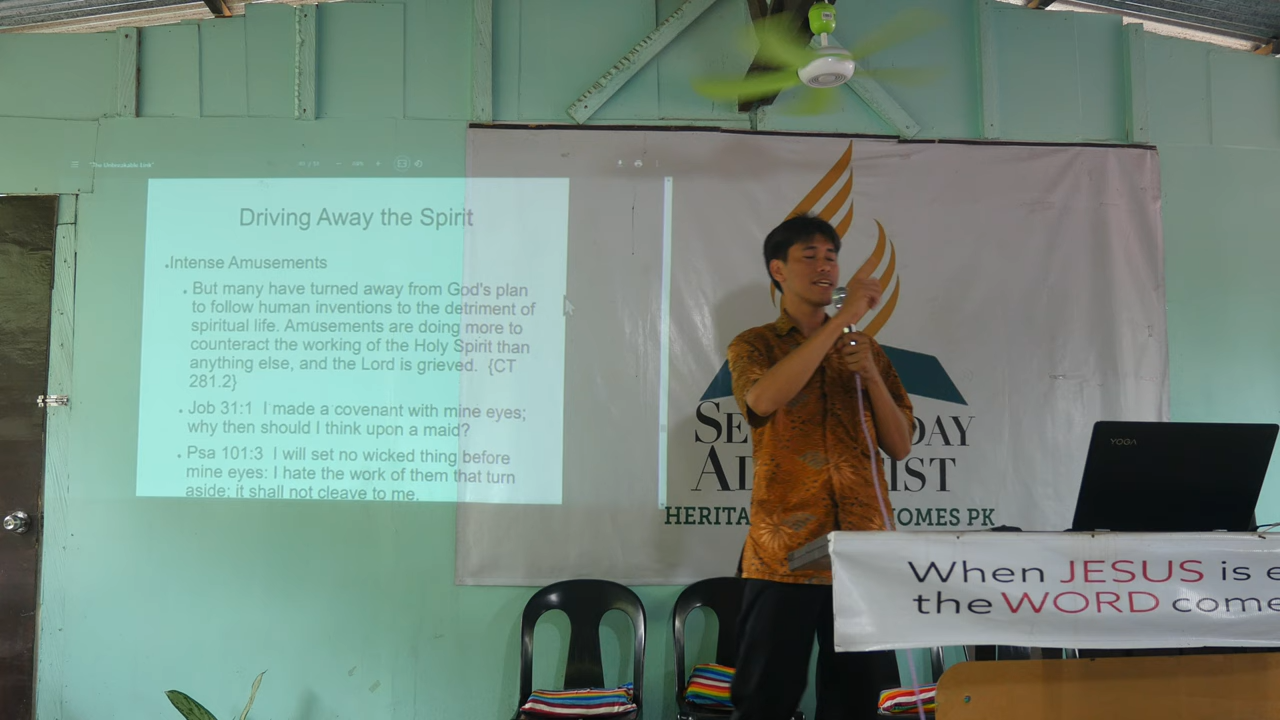 "The Unbreakable Link"
Driving Away the Spirit
Intense Amusements
But many have turned away from God's plan
to follow human inventions to the detriment of
spiritual life. Amusements are doing more to
counteract the working of the Holy Spirit than
anything else, and the Lord is grieved. {CT
281.2}
Job 31:1 I made a covenant with mine eyes;
why then should I think upon a maid?
Psa 101:3 I will set no wicked thing before
mine eyes: I hate the work of them that turn
aside; it shall not cleave to me.
SE DAY
AD IST
HERITA OMES PK
YOGA
When JESUS is e
the WORD come